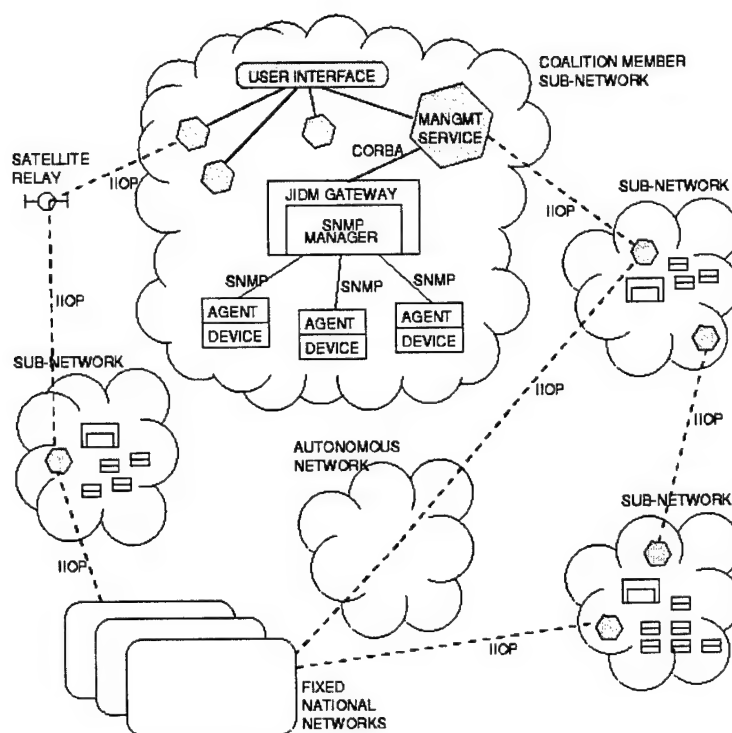 USER INTERFACE
COALITION MEMBER
SUB-NETWORK
MANGMT
SERVICE
CORBA
SATELLITE
RELAY
IIOP
JIDM GATEWAY
SNMP
MANAGER
SUB-NETWORK
IIOP
SNMP
SNMP
SNMP
IIOP
AGENT
DEVICE
AGENT
DEVICE
AGENT
DEVICE
SUB-NETWORK
IIOP
IIOP
AUTONOMOUS
NETWORK
SUB-NETWORK
IIOP
IIOP
FIXED
NATIONAL
NETWORKS